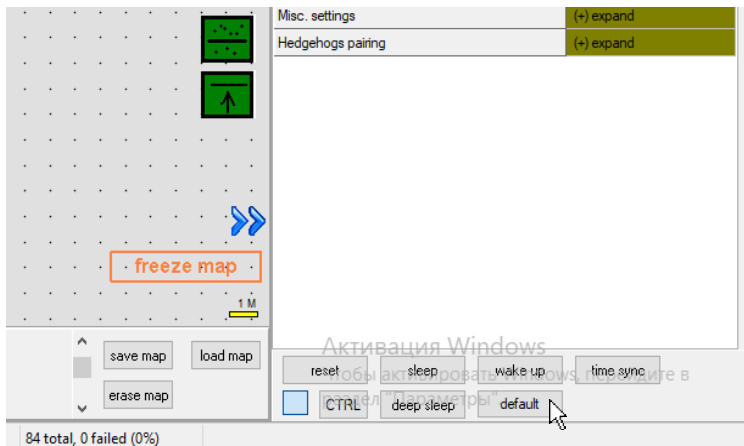 Misc. settings (+) expand
Hedgehogs pairing (+) expand
freeze map
1 M
Активация Windows
Чтобы активировать Windows, перейдите в
раздел "Параметры"
save map load map
erase map
reset sleep wake up time sync
CTRL deep sleep default
84 total, 0 failed (0%)